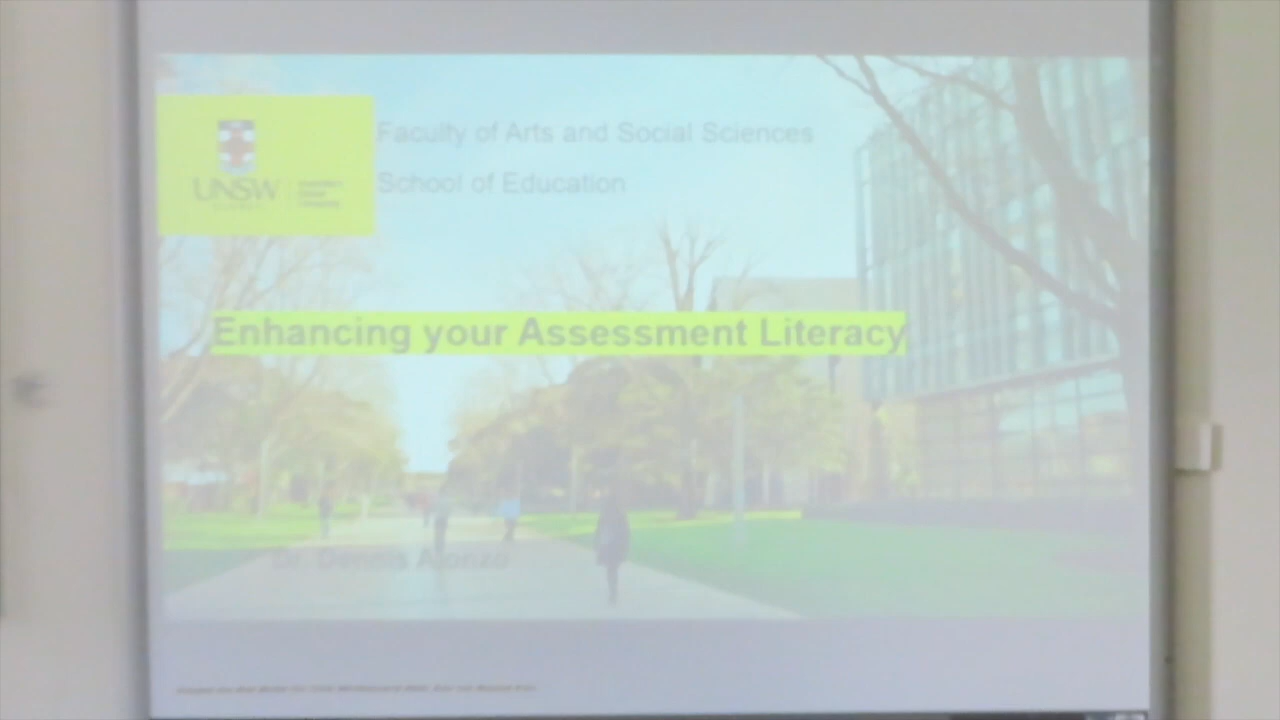 UNSW
Faculty of Arts and Social Sciences
School of Education
Enhancing your Assessment Literacy
Dr. Dennis Alonzo